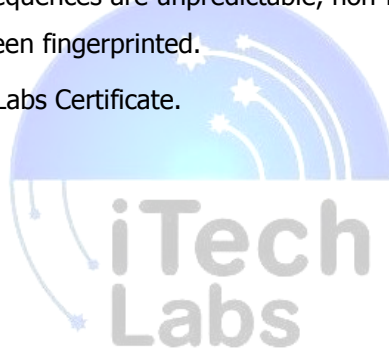 equences are unpredictable, non-
een fingerprinted.
Labs Certificate.
iTech
Labs